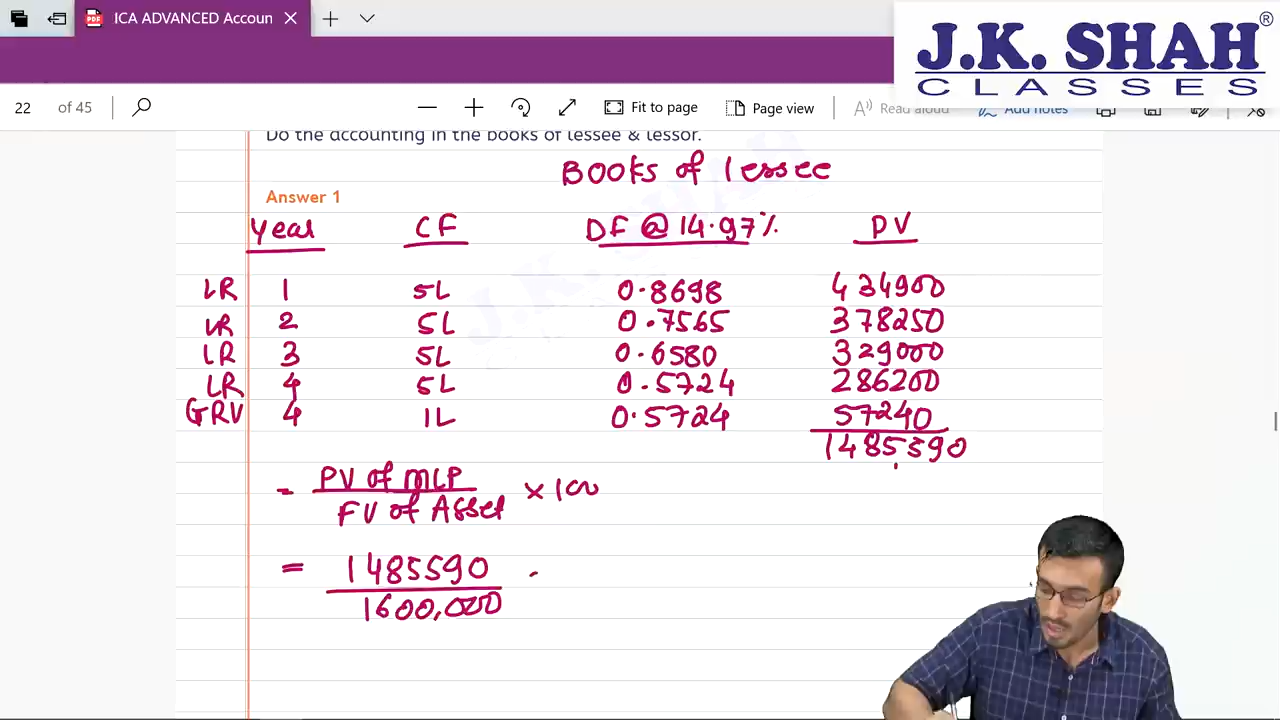 ICA ADVANCED Accoun
J.K. SHAH®
CLASSES
22 of 45 Fit to page Page view Read aloud Add notes
Do the accounting in the books of lessee & lessor.
Books of lessee
Answer 1
Year CF DF @ 14.97% PV
LR 1 5L 0.8698 434900
LR 2 5L 0.7565 378250
LR 3 5L 0.6580 329000
LR 4 5L 0.5724 286200
GRV 4 1L 0.5724 57240
1485590
= PV of MLP × 100
FV of Asset
= 1485590
1600,000